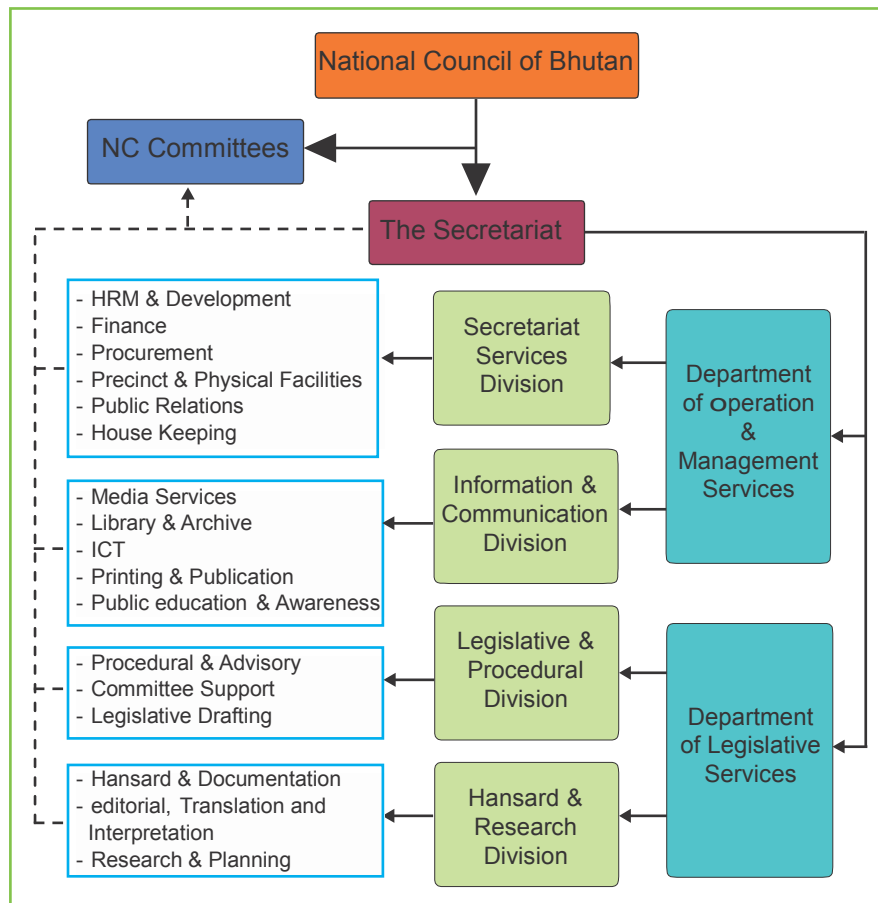 National Council of Bhutan
NC Committees
The Secretariat
- HRM & Development
- Finance
- Procurement
- Precinct & Physical Facilities
- Public Relations
- House Keeping
Secretariat
Services
Division
Department
of operation
&
Management
Services
- Media Services
- Library & Archive
- ICT
- Printing & Publication
- Public education & Awareness
Information &
Communication
Division
- Procedural & Advisory
- Committee Support
- Legislative Drafting
Legislative &
Procedural
Division
Department
of Legislative
Services
- Hansard & Documentation
- editorial, Translation and
Interpretation
- Research & Planning
Hansard &
Research
Division